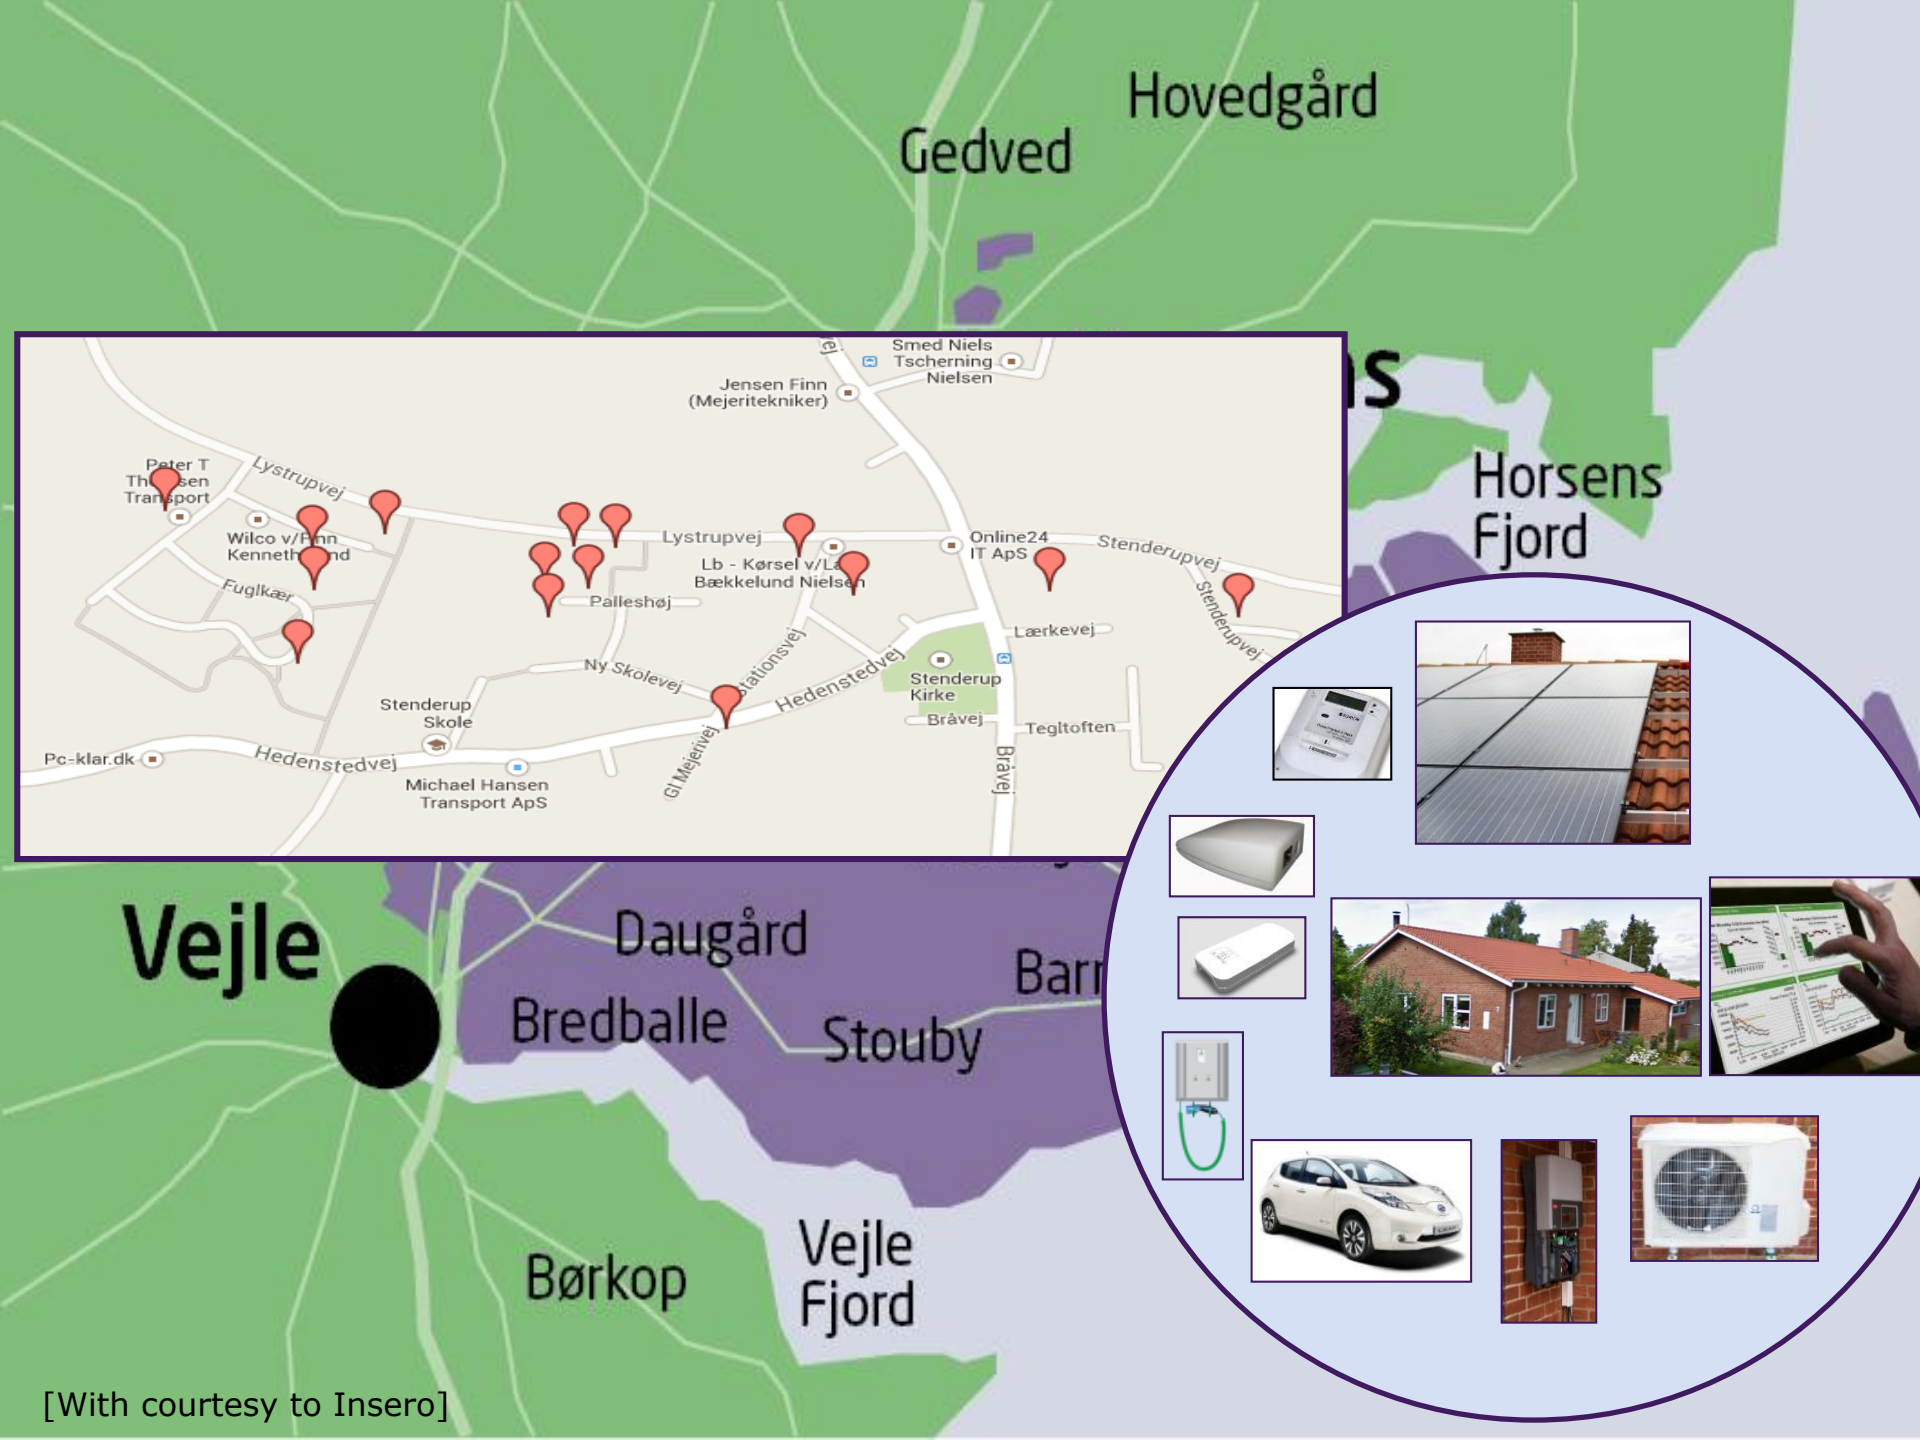 Hovedgård
Gedved
Horsens
Fjord
Smed Niels
Tscherning
Nielsen
Jensen Finn
(Mejeritekniker)
Peter T
Transport
Lystrupvej
Wilco v/Finn
Fuglkær
Lystrupvej
Lb - Kørsel v/La
Bækkelund Nielsen
Palleshøj
Online24
IT ApS
Stenderupvej
Stenderupvej
Lærkevej
Stationsvej
Hedenstedvej
Ny Skolevej
Stenderup
Kirke
Bråvej
Tegltoften
Bråvej
Gl Mejerivej
Stenderup
Skole
Pc-klar.dk
Hedenstedvej
Michael Hansen
Transport ApS
Vejle
Daugård
Bredballe
Stouby
Børkop
Vejle
Fjord
[With courtesy to Insero]